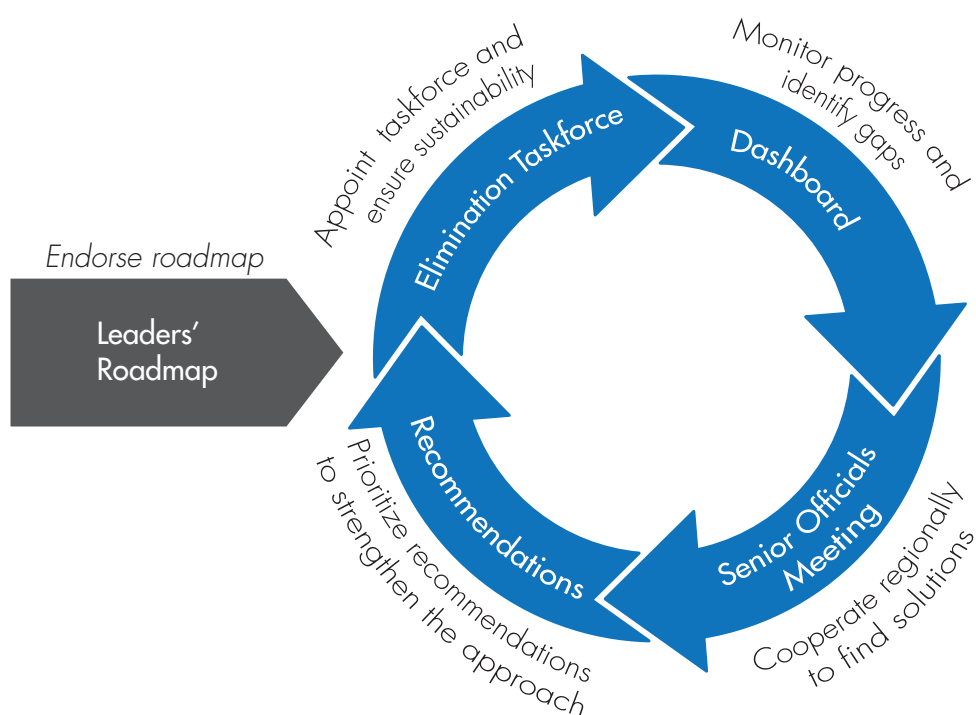 Endorse roadmap
Leaders’
Roadmap
Appoint taskforce and
ensure sustainability
Elimination Taskforce
Monitor progress and
identify gaps
Dashboard
Senior Officials
Meeting
Cooperate regionally
to find solutions
Recommendations
Prioritize recommendations
to strengthen the approach